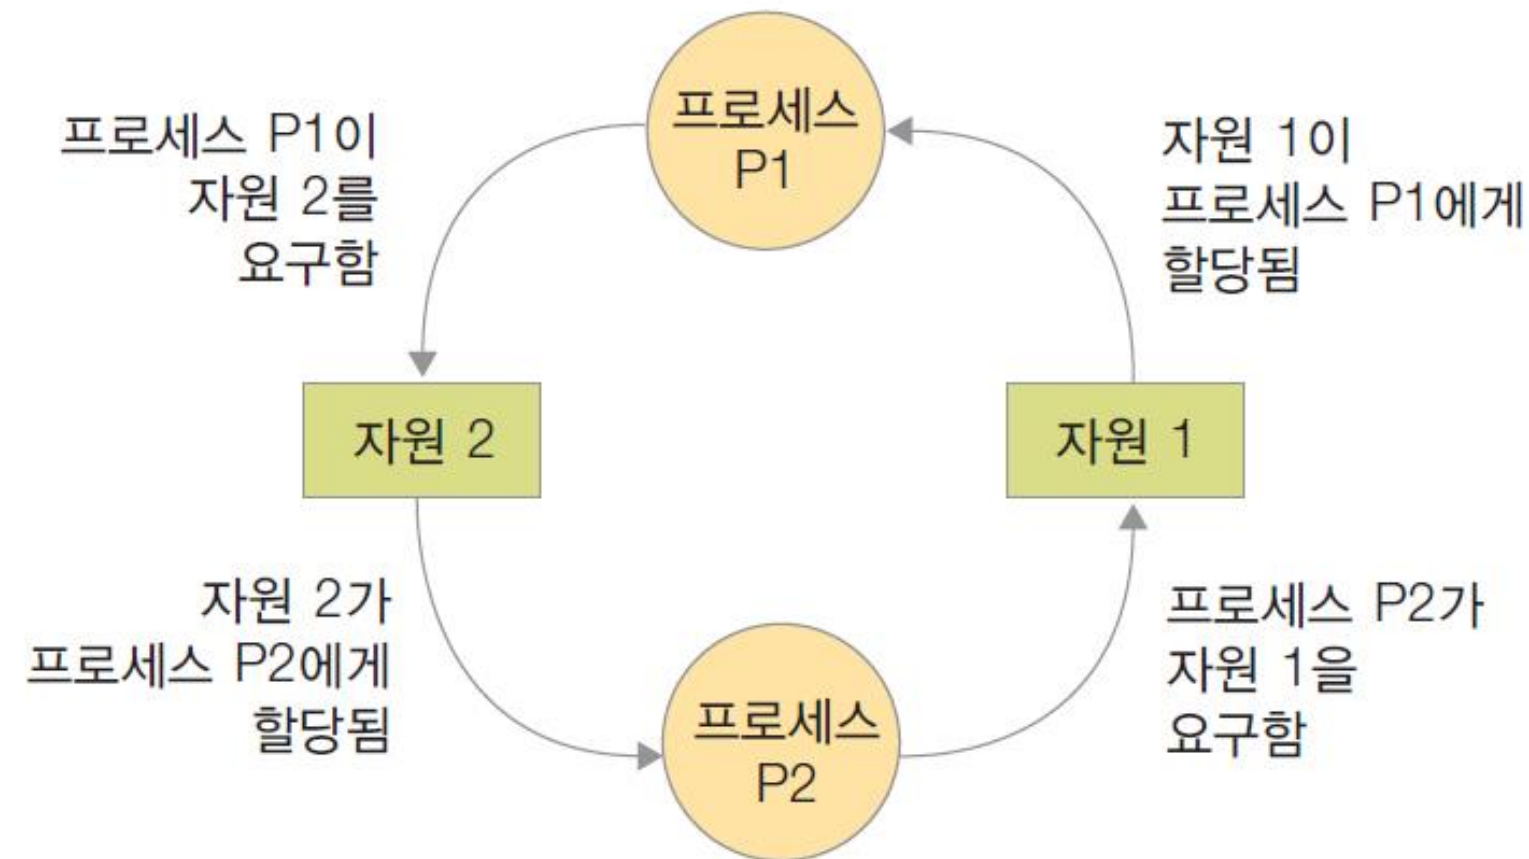 프로세스
P1
프로세스 P1이
자원 2를
요구함
자원 1이
프로세스 P1에게
할당됨
자원 2
자원 1
자원 2가
프로세스 P2에게
할당됨
프로세스 P2가
자원 1을
요구함
프로세스
P2